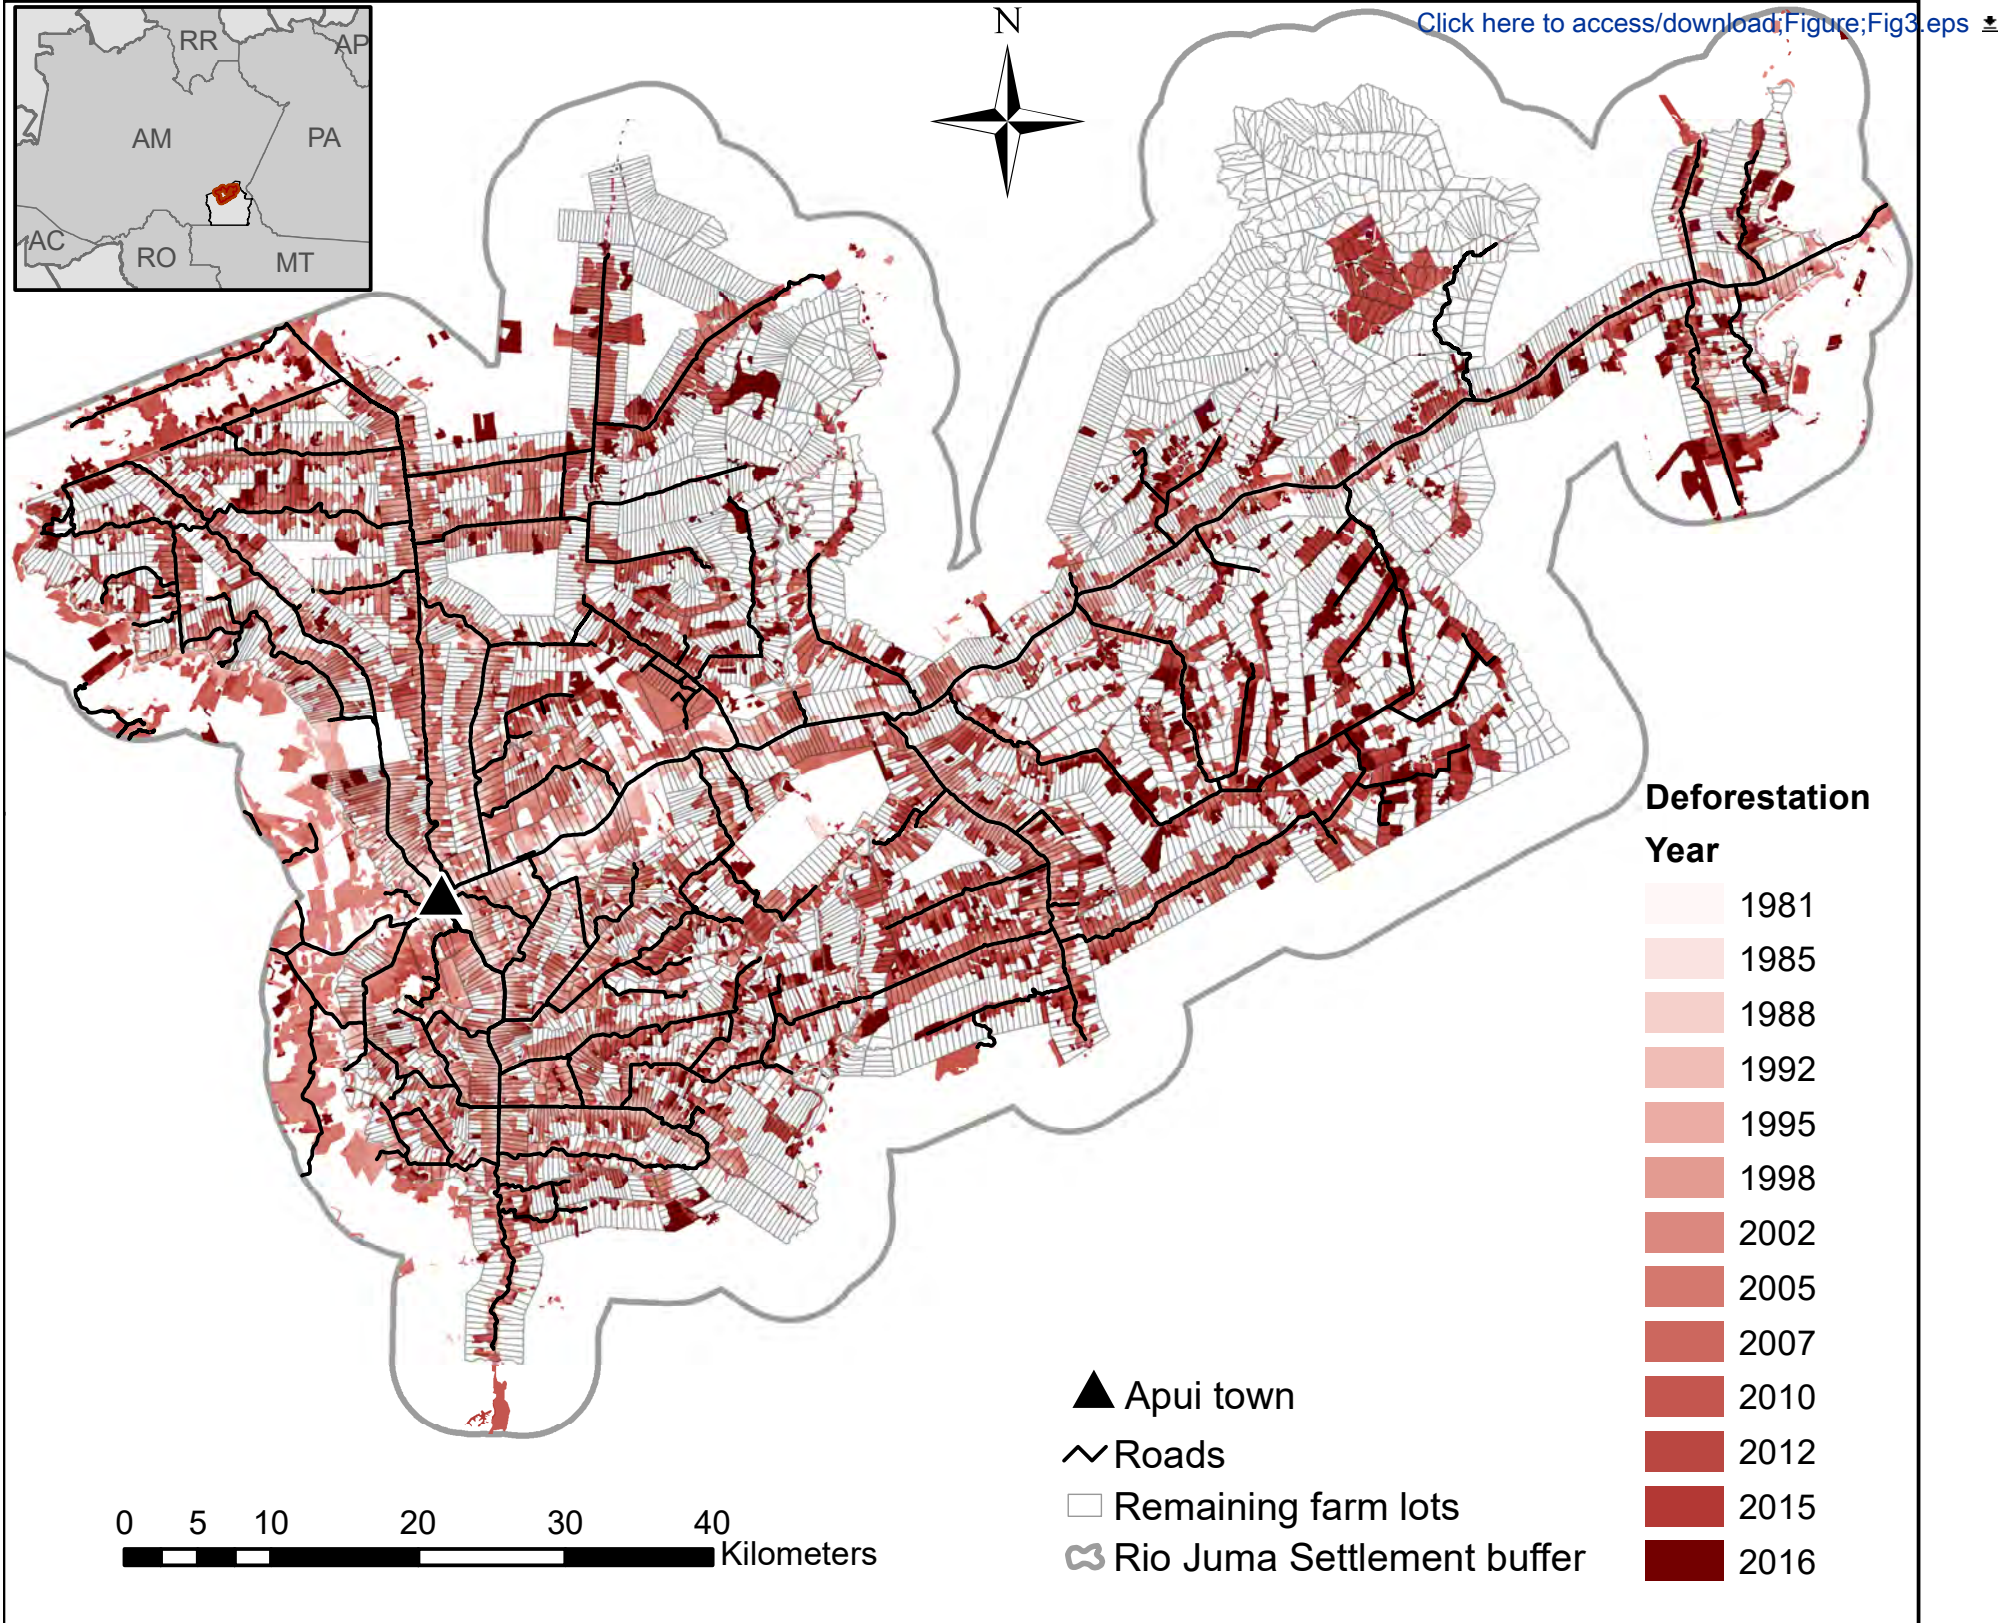 Click here to access/download;Figure;Fig3.eps
N
RR
AP
AM
PA
AC
RO
MT
Deforestation
Year
1981
1985
1988
1992
1995
1998
2002
2005
2007
2010
2012
2015
2016
Apui town
Roads
Remaining farm lots
Rio Juma Settlement buffer
0 5 10 20 30 40
Kilometers